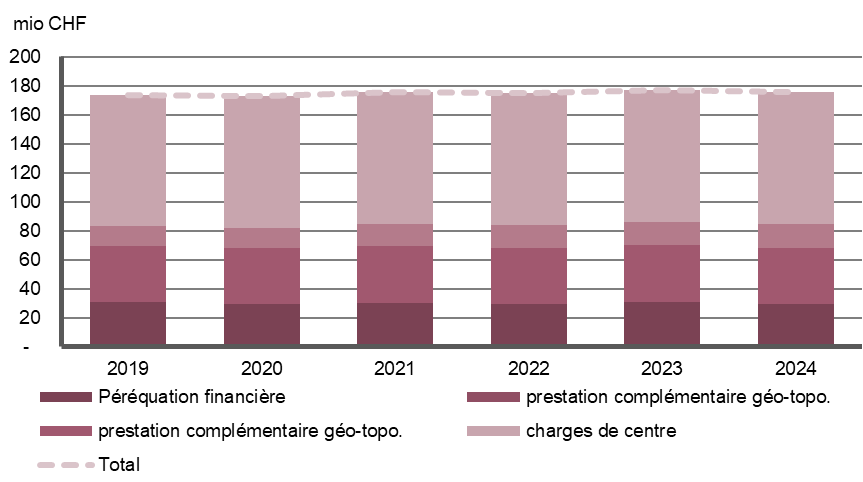 mio CHF
200
180
160
140
120
100
80
60
40
20
-
2019 2020 2021 2022 2023 2024
Péréquation financière prestation complémentaire géo-topo.
prestation complémentaire géo-topo. charges de centre
Total